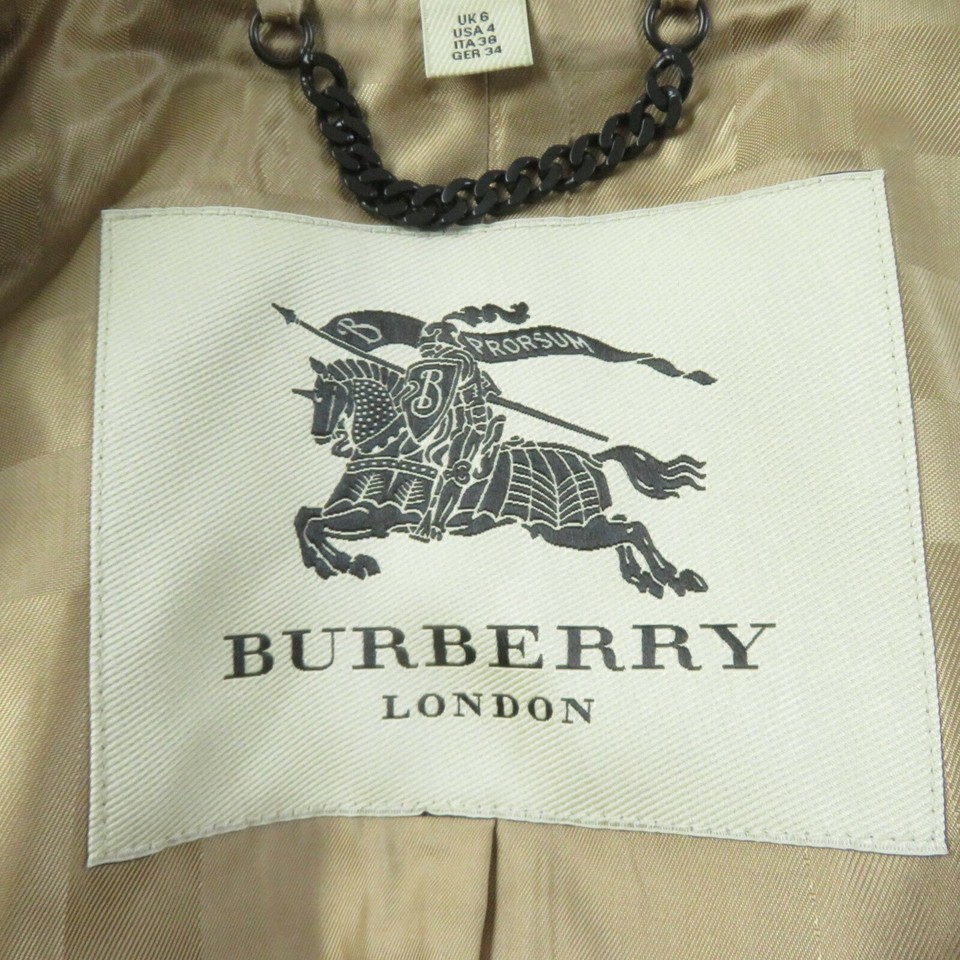 UK 6
USA 4
ITA 38
GER 34
B PRORSUM
B
BURBERRY
LONDON